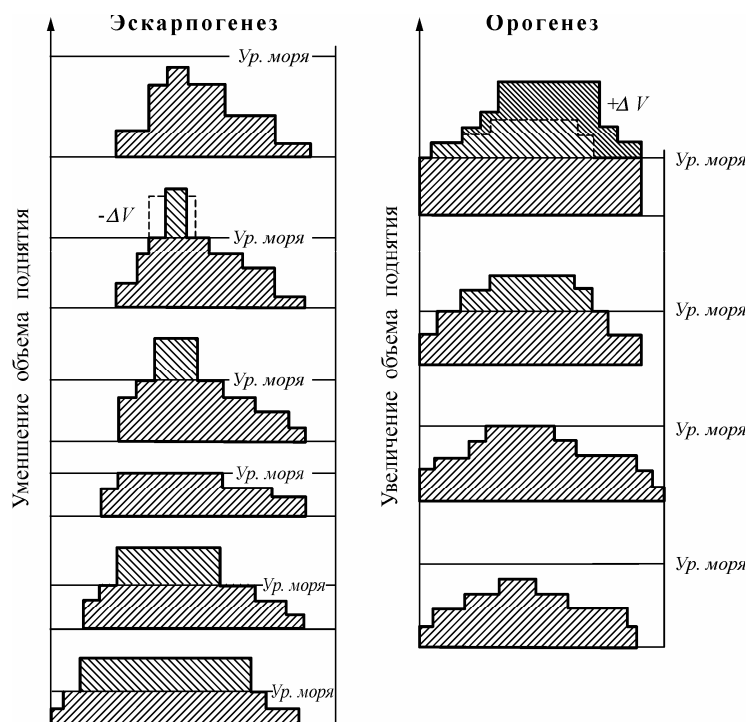 Эскарпогенез
Ур. моря
-ΔV
Ур. моря
Ур. моря
Ур. моря
Ур. моря
Ур. моря
Уменшение объема поднятия
Орогенез
+Δ V
Ур. моря
Ур. моря
Ур. моря
Ур. моря
Увеличение объема поднятия